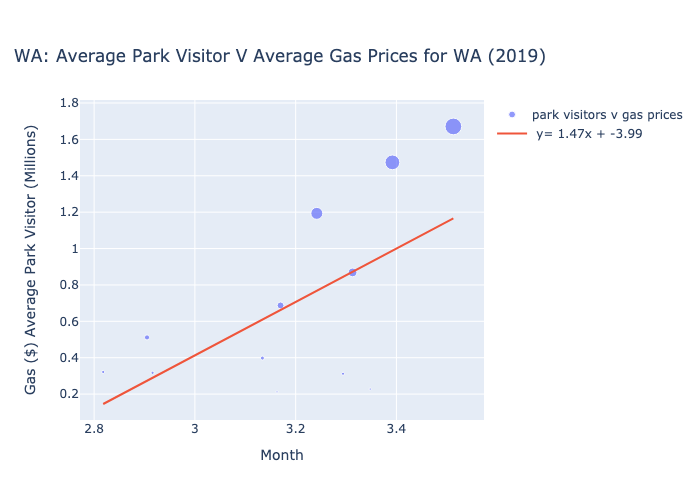 WA: Average Park Visitor V Average Gas Prices for WA (2019)
park visitors v gas prices
y= 1.47x + -3.99
Gas ($) Average Park Visitor (Millions)
1.8
1.6
1.4
1.2
1
0.8
0.6
0.4
0.2
2.8
3
3.2
3.4
Month